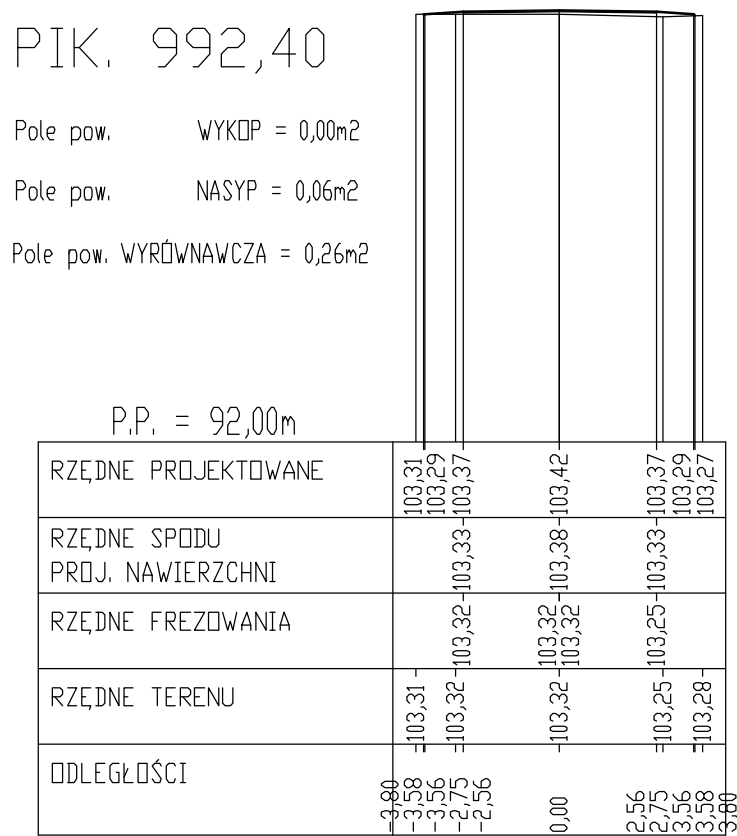 PIK. 992,40
Pole pow. WYKOP = 0,00m2
Pole pow. NASYP = 0,06m2
Pole pow. WYRÓWNAWCZA = 0,26m2
P.P. = 92,00m
RZĘDNE PROJEKTOWANE 103,31 103,29 103,37 103,42 103,37 103,29 103,27
RZĘDNE SPODU
PROJ. NAWIERZCHNI 103,33 103,38 103,33
RZĘDNE FREZOWANIA 103,32 103,32 103,32 103,25
RZĘDNE TERENU 103,31 103,32 103,32 103,25 103,28
ODLEGŁOŚCI -3,80 -3,58 -3,56 -2,75 -2,56 0,00 2,56 2,75 3,56 3,58 3,80